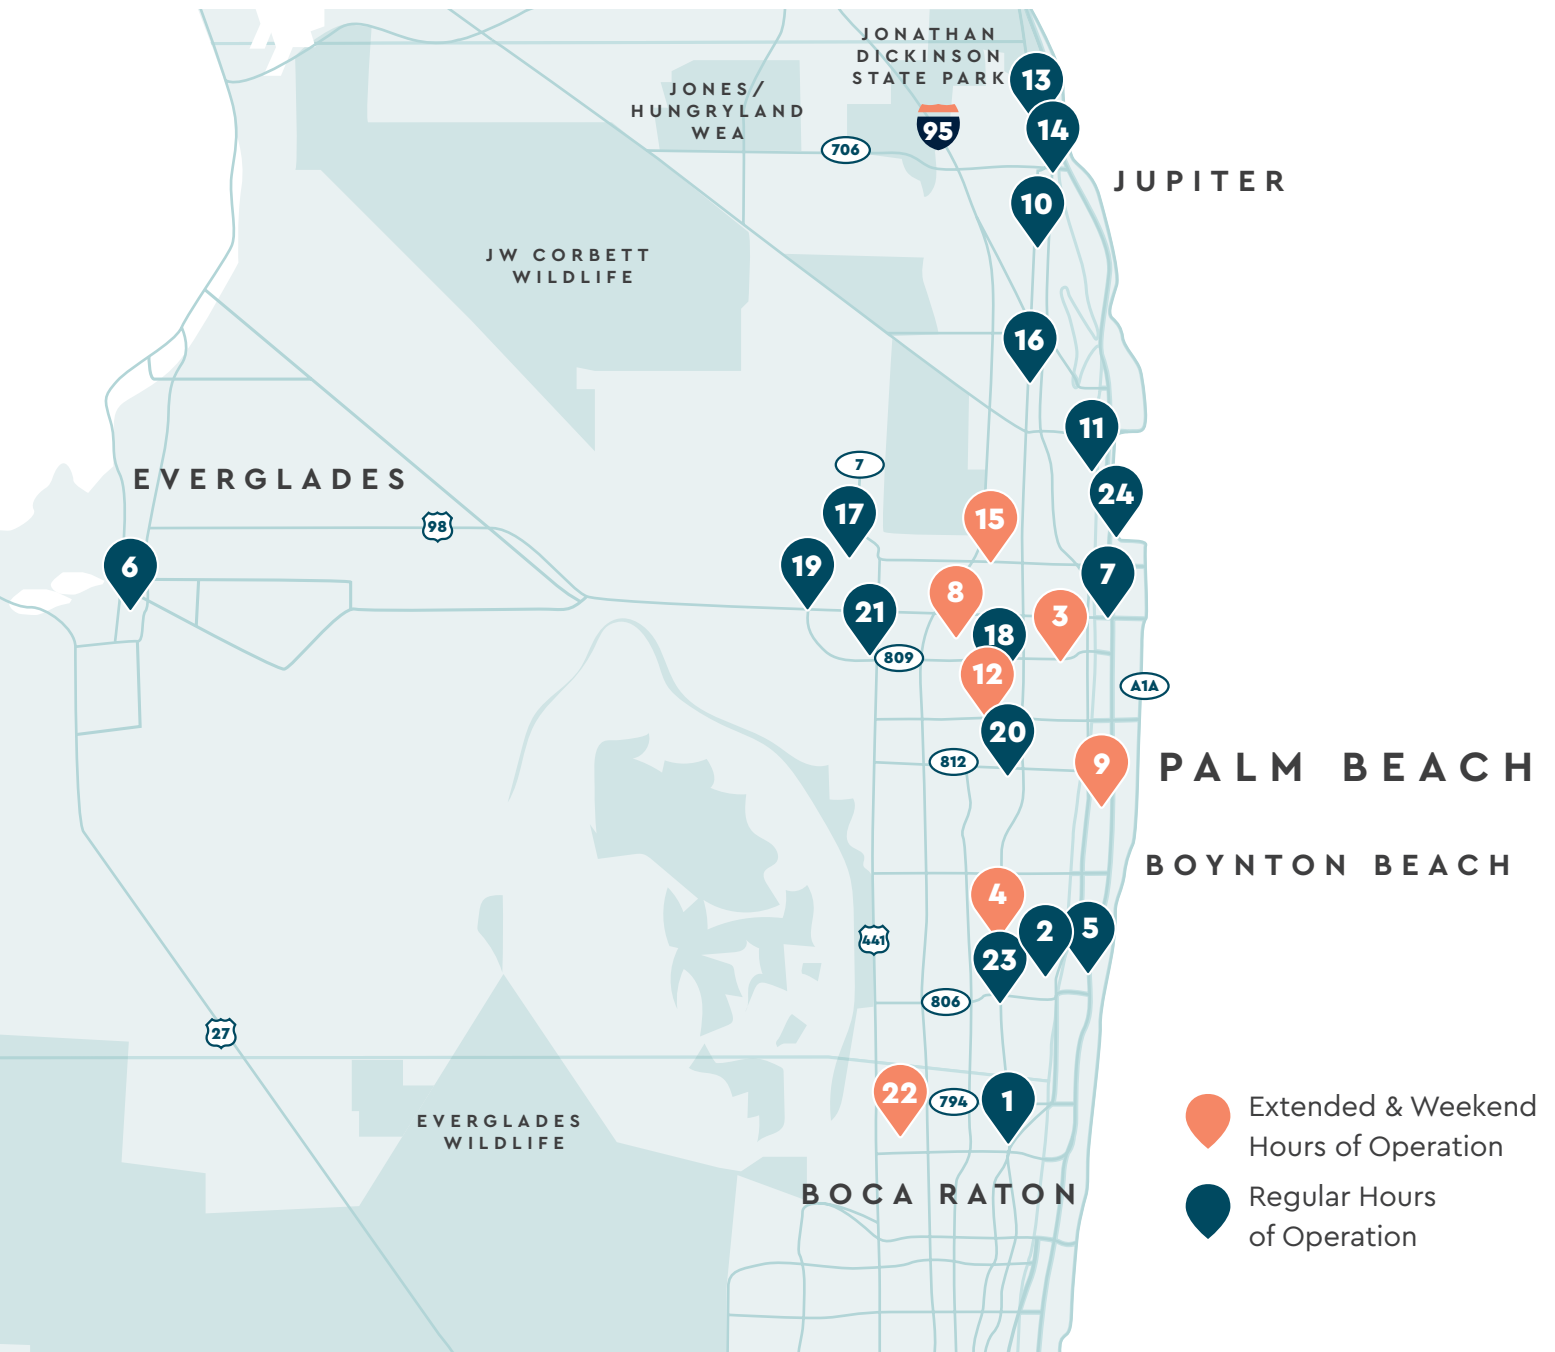 JONATHAN
DICKINSON
STATE PARK
13
JONES/
HUNGRYLAND
WEA
95
14
706
JUPITER
10
JW CORBETT
WILDLIFE
16
11
EVERGLADES
7
24
17
15
98
19
6
7
8
21
3
18
809
12
A1A
20
812
9
PALM BEACH
BOYNTON BEACH
4
5
2
441
23
806
27
22
794
1
Extended & Weekend
Hours of Operation
EVERGLADES
WILDLIFE
BOCA RATON
Regular Hours
of Operation